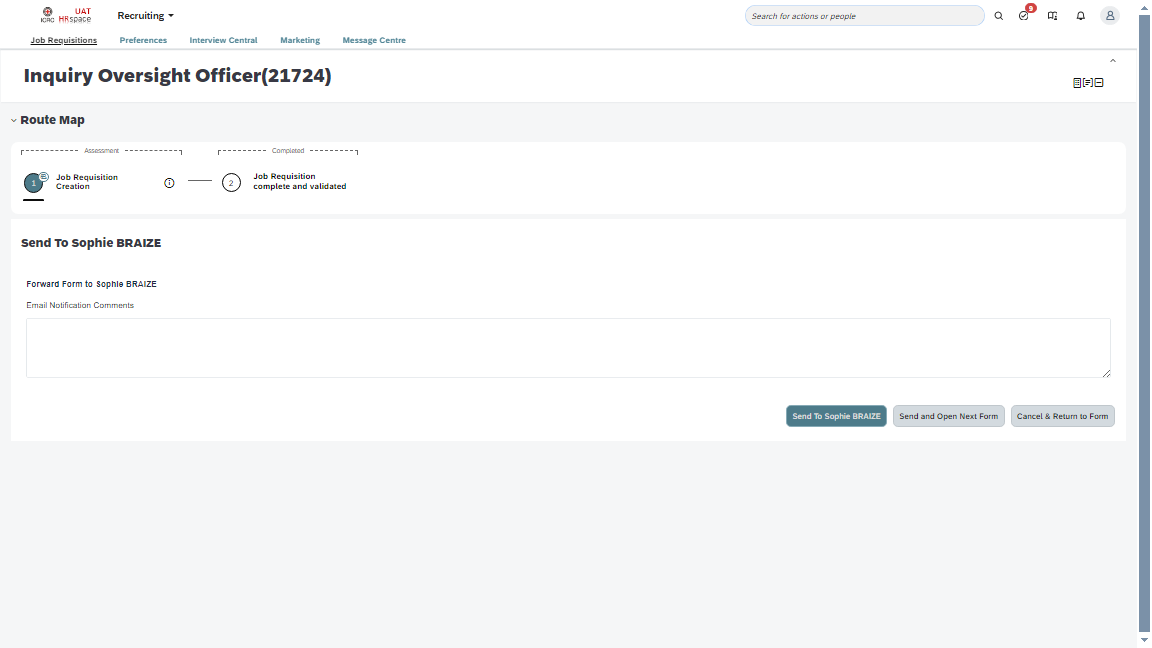 UAT
ICRC HRspace
Recruiting
Search for actions or people
9
Job Requisitions
Preferences
Interview Central
Marketing
Message Centre
Inquiry Oversight Officer(21724)
Route Map
Assessment
Completed
1
Job Requisition
Creation
2
Job Requisition
complete and validated
Send To Sophie BRAIZE
Forward Form to Sophie BRAIZE
Email Notification Comments
Send To Sophie BRAIZE
Send and Open Next Form
Cancel & Return to Form